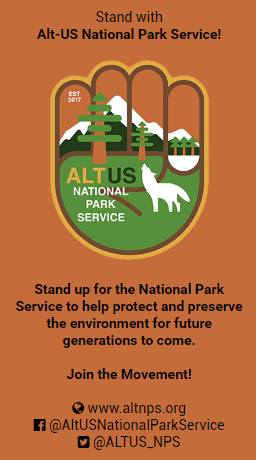 Stand with
Alt-US National Park Service!
EST
2017
ALTUS
NATIONAL
PARK
SERVICE
Stand up for the National Park
Service to help protect and preserve
the environment for future
generations to come.
Join the Movement!
www.altnps.org
@AltUSNationalParkService
@ALTUS_NPS